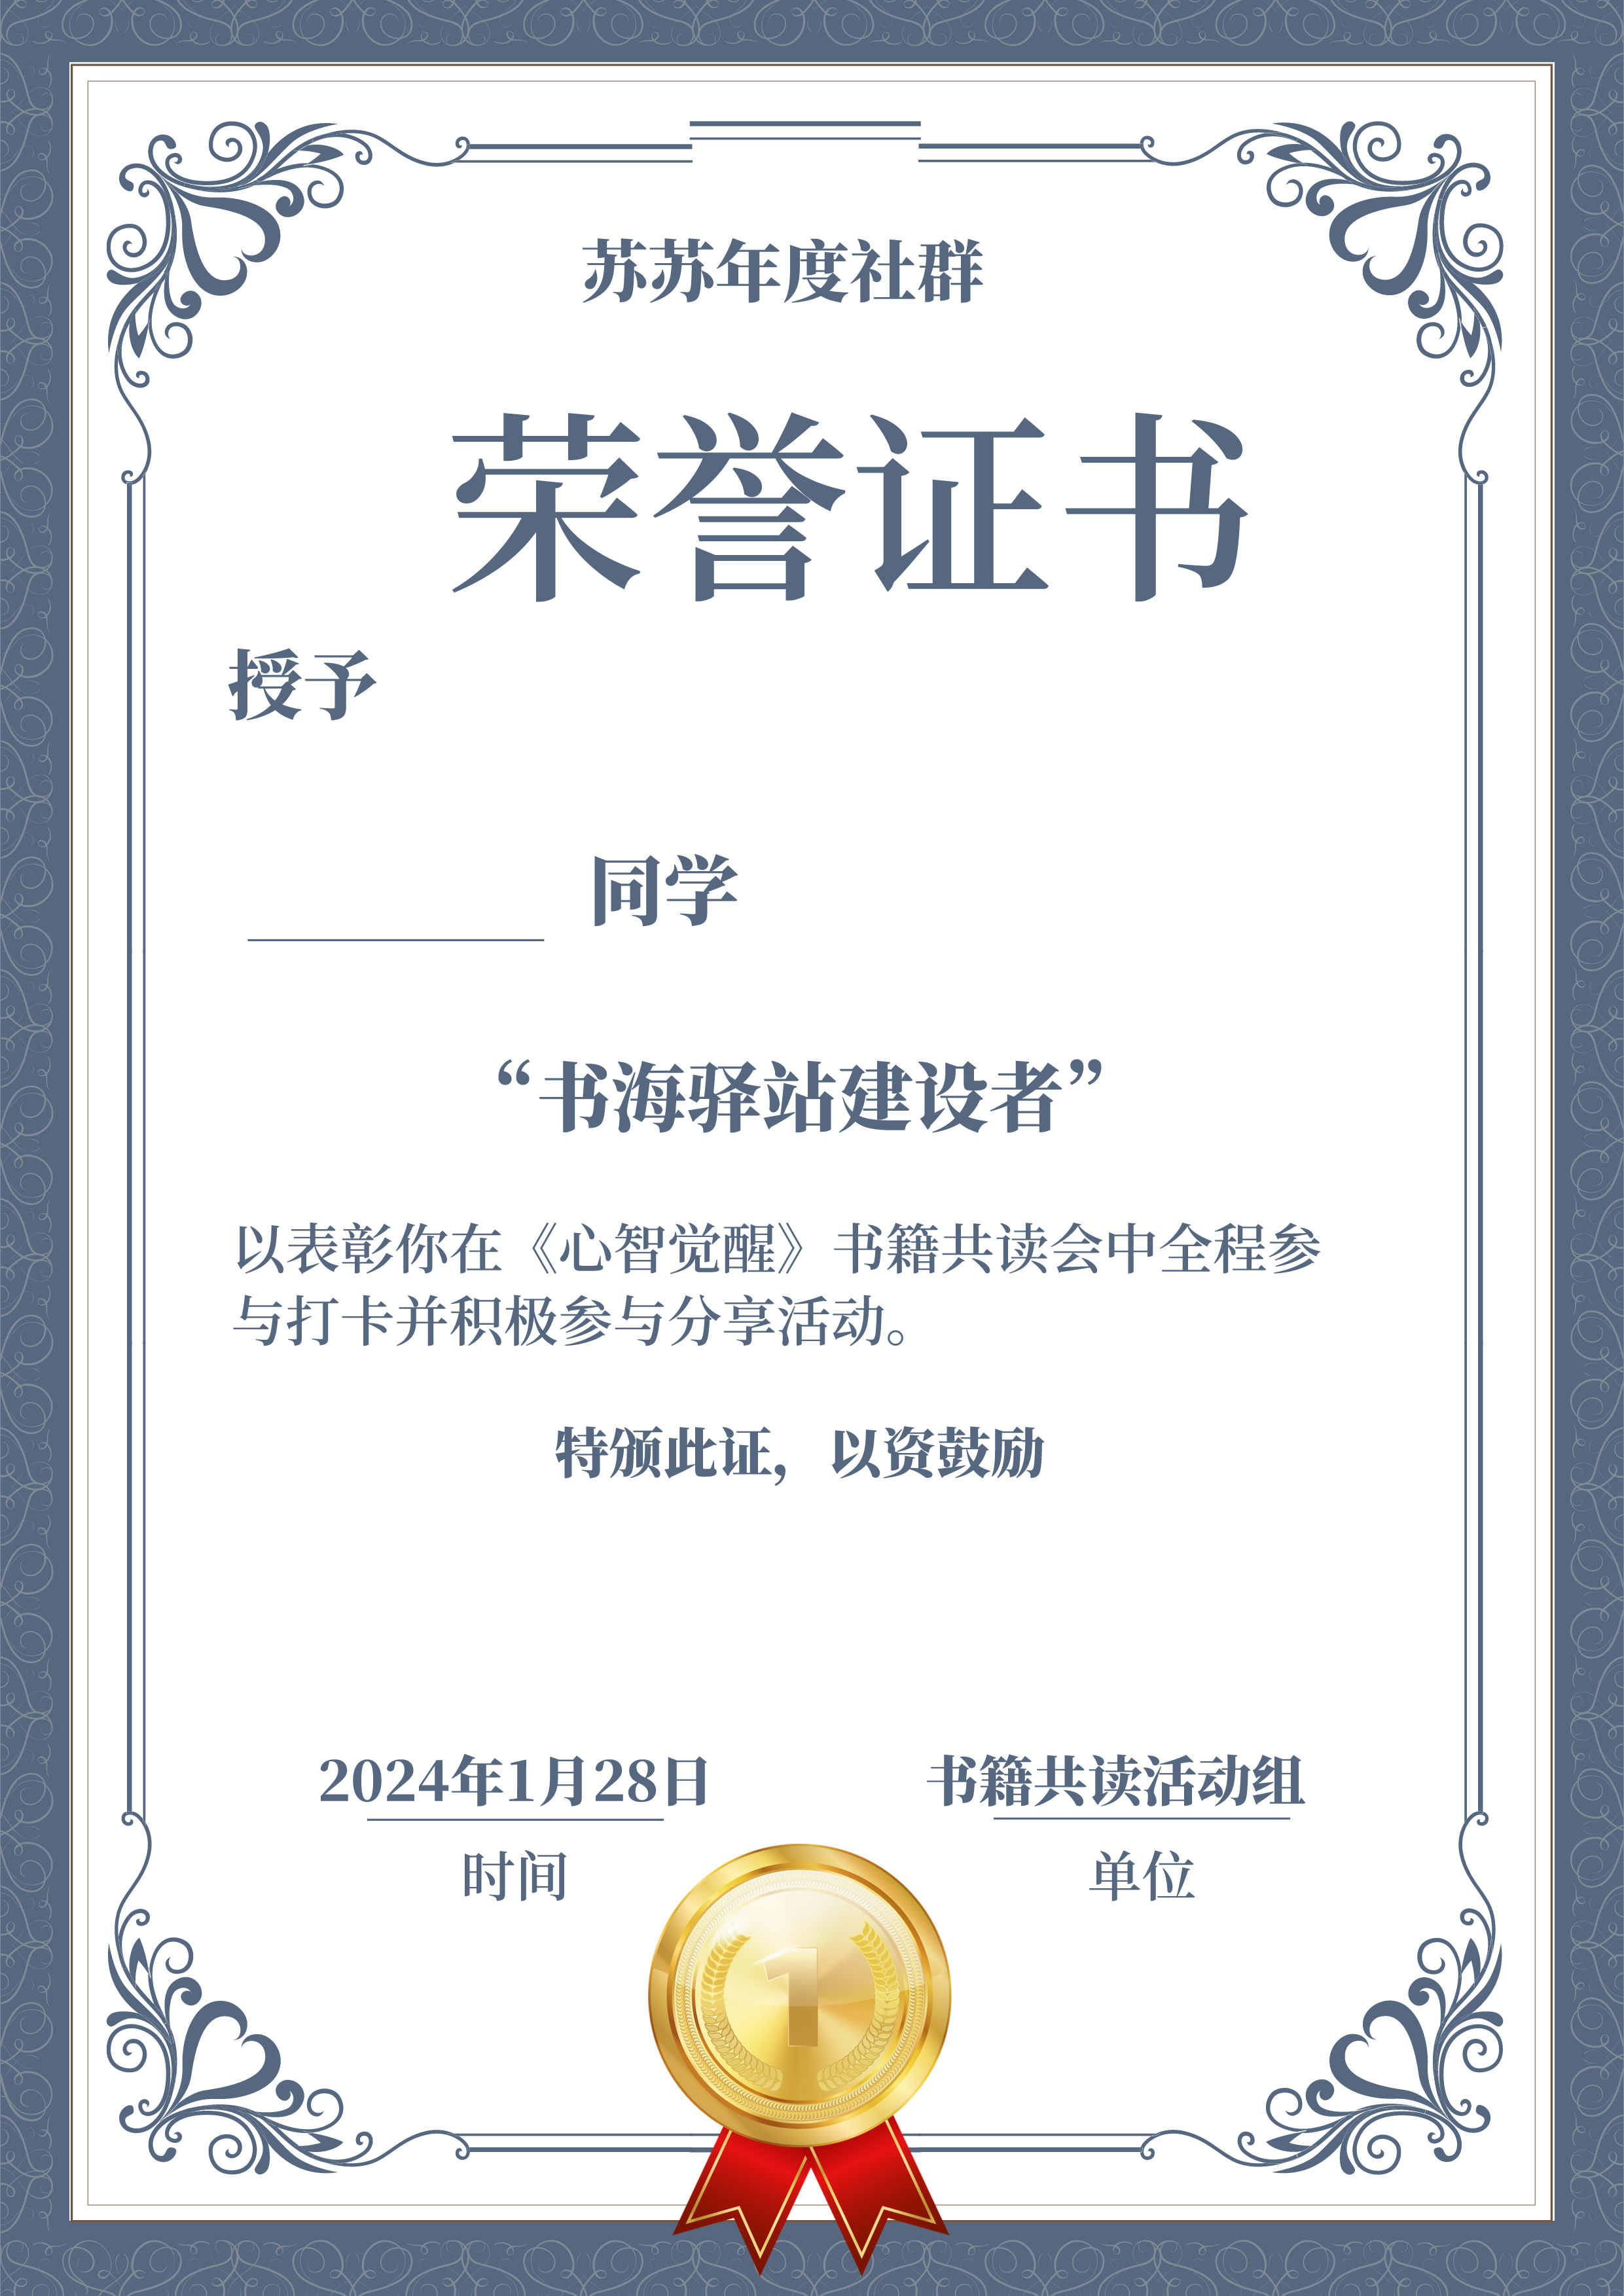 苏苏年度社群
荣誉证书
授予
同学
“书海驿站建设者”
以表彰你在《心智觉醒》书籍共读会中全程参
与打卡并积极参与分享活动。
特颁此证，以资鼓励
2024年1月28日
书籍共读活动组
时间
单位
1